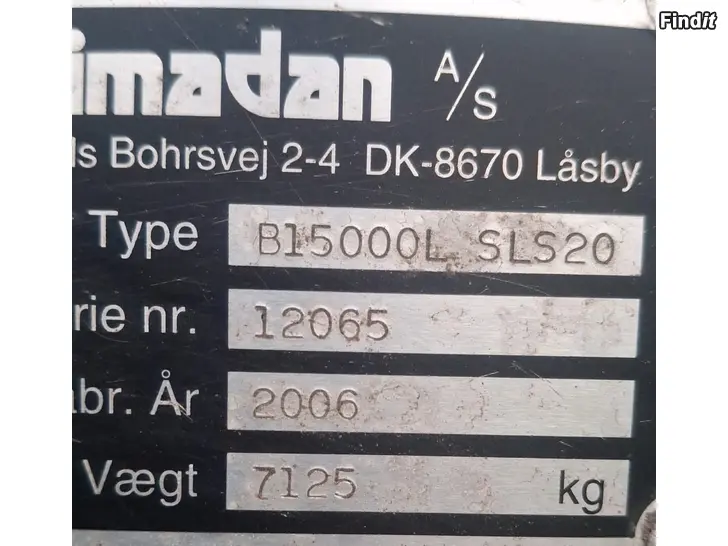 Findit
imadan A/S
ls Bohrsvej 2-4 DK-8670 Låsby
Type B15000L SLS20
rie nr. 12065
abr. År 2006
Vægt 7125 kg